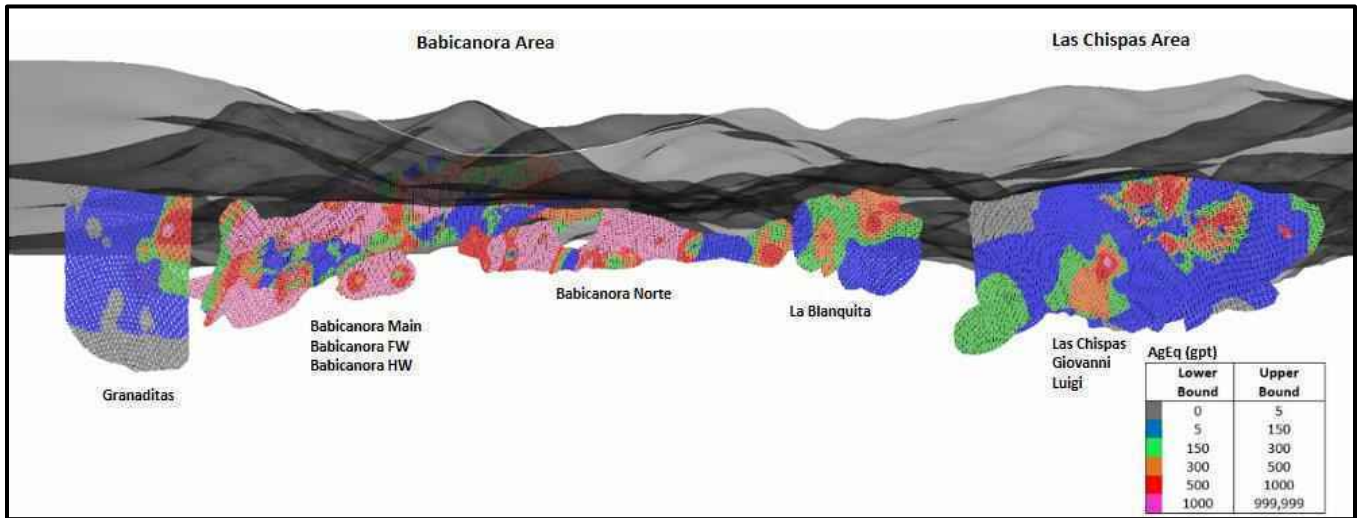 Babicanora Area
Las Chispas Area
Babicanora Norte
La Blanquita
Babicanora Main
Babicanora FW
Babicanora HW
Granaditas
Las Chispas
Giovanni
Luigi
AgEq (gpt)
Lower Bound Upper Bound
0 5
5 150
150 300
300 500
500 1000
1000 999,999